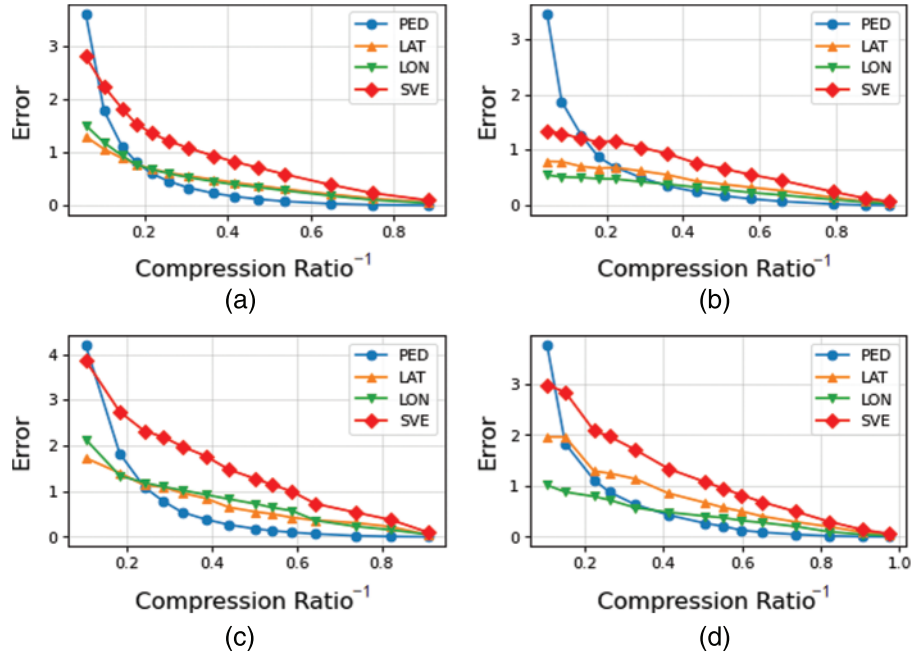 PED
LAT
LON
SVE
Error
3
2
1
0
0.2 0.4 0.6 0.8
Compression Ratio⁻¹
(a)
PED
LAT
LON
SVE
Error
3
2
1
0
0.2 0.4 0.6 0.8
Compression Ratio⁻¹
(b)
PED
LAT
LON
SVE
Error
4
3
2
1
0
0.2 0.4 0.6 0.8
Compression Ratio⁻¹
(c)
PED
LAT
LON
SVE
Error
3
2
1
0
0.2 0.4 0.6 0.8 1.0
Compression Ratio⁻¹
(d)